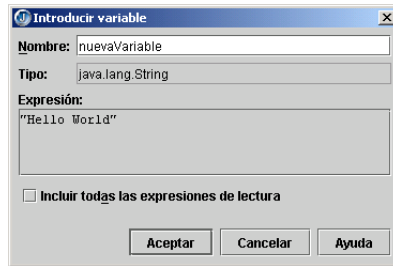 Introducir variable
Nombre: nuevaVariable
Tipo: java.lang.String
Expresión:
"Hello World"
Incluir todas las expresiones de lectura
Aceptar Cancelar Ayuda